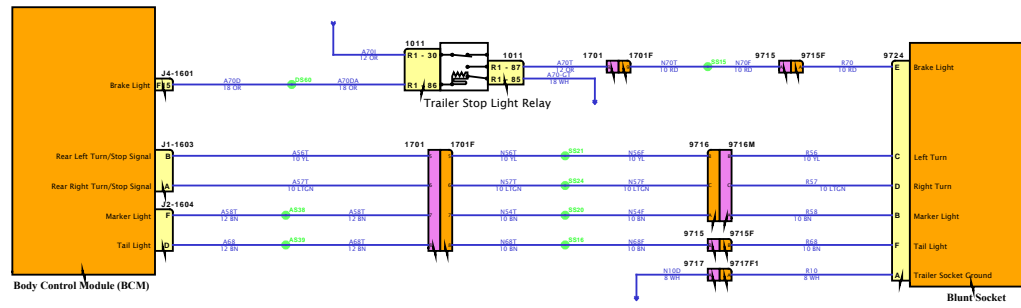 A70J
12 OR
1011
R1 - 30
1011
R1 - 87
R1 - 85
R1 - 86
Trailer Stop Light Relay
A70T
12 OR
A70-GT
18 WH
1701
1701F
N70T
10 RD
SS15
N70F
10 RD
9715
9715F
R70
10 RD
9724
E
Brake Light
J4-1601
Brake Light
F15
A70D
18 OR
DS60
A70DA
18 OR
J1-1603
Rear Left Turn/Stop Signal
B
A56T
10 YL
1701
1701F
N56T
10 YL
SS21
N56F
10 YL
9716
9716M
R56
10 YL
C
Left Turn
Rear Right Turn/Stop Signal
A
A57T
10 LTGN
N57T
10 LTGN
SS24
N57F
10 LTGN
R57
10 LTGN
D
Right Turn
J2-1604
Marker Light
F
A58T
12 BN
AS38
A58T
12 BN
N54T
10 BN
SS20
N54F
10 BN
R58
10 BN
B
Marker Light
Tail Light
D
A68
12 BN
AS39
A68T
12 BN
N68T
10 BN
SS16
N68F
10 BN
9715
9715F
R68
10 BN
F
Tail Light
N10D
8 WH
9717
9717F1
R10
8 WH
A
Trailer Socket Ground
Body Control Module (BCM)
Blunt Socket